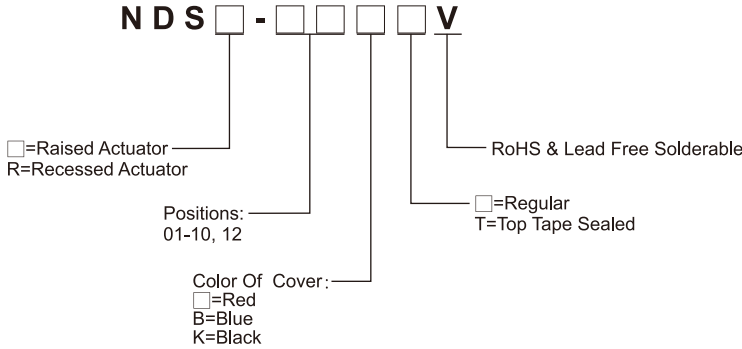 NDS□-□□□□V
□=Raised Actuator
R=Recessed Actuator
RoHS & Lead Free Solderable
Positions:
01-10, 12
□=Regular
T=Top Tape Sealed
Color Of Cover:
□=Red
B=Blue
K=Black